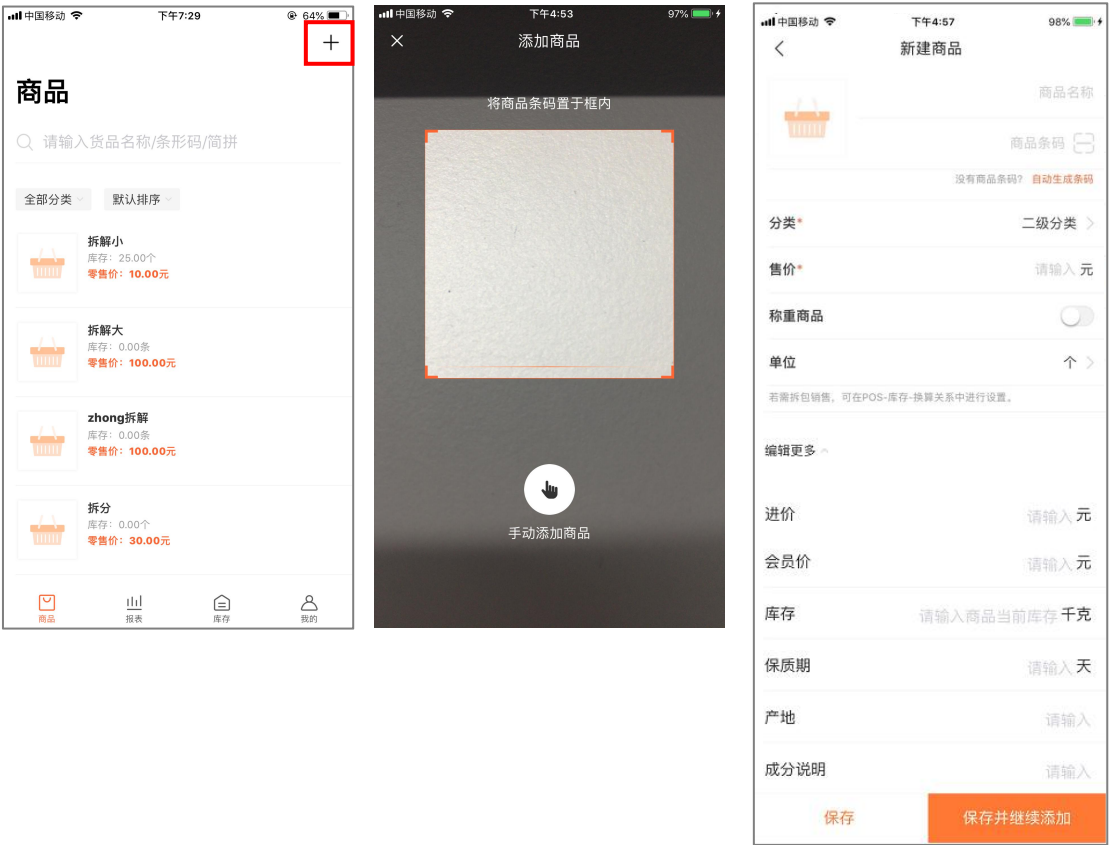 中国移动
下午7:29
64%
商品
请输入货品名称/条形码/简拼
全部分类
默认排序
拆解小
库存：25.00个
零售价：10.00元
拆解大
库存：0.00条
零售价：100.00元
zhong拆解
库存：0.00条
零售价：100.00元
拆分
库存：0.00个
零售价：30.00元
商品
报表
库存
我的
中国移动
下午4:53
97%
添加商品
将商品条码置于框内
手动添加商品
中国移动
下午4:57
98%
新建商品
商品名称
商品条码
没有商品条码? 自动生成条码
分类* 二级分类
售价* 请输入 元
称重商品
单位 个
若需拆包销售，可在POS-库存-换算关系中进行设置。
编辑更多
进价 请输入 元
会员价 请输入 元
库存 请输入商品当前库存 千克
保质期 请输入 天
产地 请输入
成分说明 请输入
保存 保存并继续添加